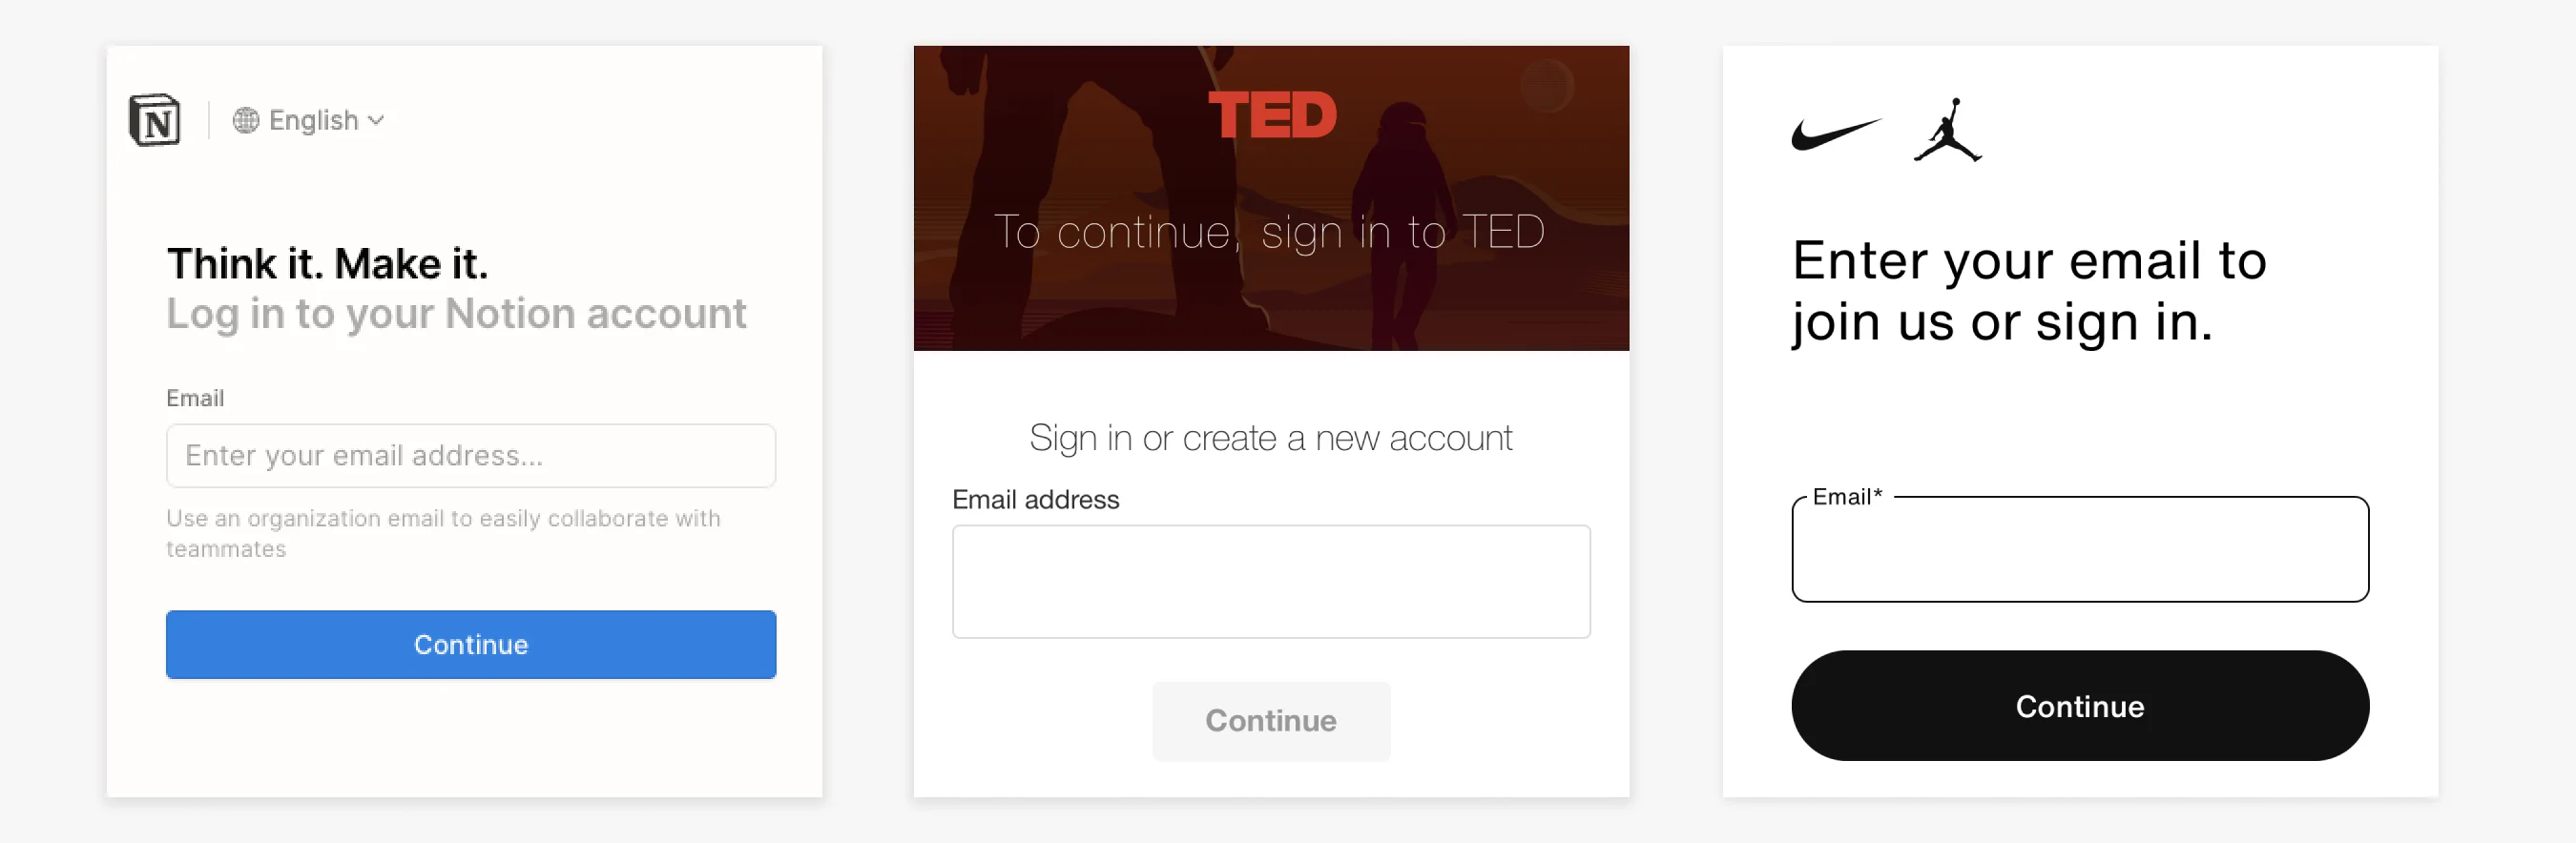 N
English
Think it. Make it.
Log in to your Notion account
Email
Enter your email address...
Use an organization email to easily collaborate with
teammates
Continue
TED
To continue, sign in to TED
Sign in or create a new account
Email address
Continue
Enter your email to
join us or sign in.
Email*
Continue